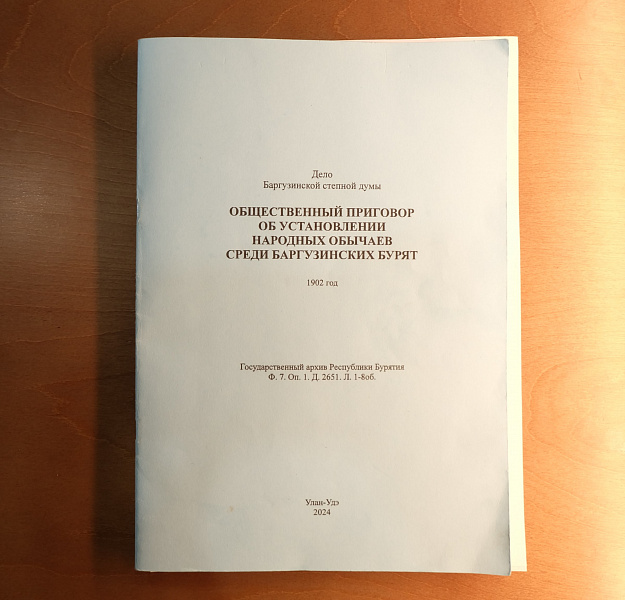 Дело
Баргузинской степной думы
ОБЩЕСТВЕННЫЙ ПРИГОВОР
ОБ УСТАНОВЛЕНИИ
НАРОДНЫХ ОБЫЧАЕВ
СРЕДИ БАРГУЗИНСКИХ БУРЯТ
1902 год
Государственный архив Республики Бурятия
Ф. 7. Оп. 1. Д. 2651. Л. 1-8об.
Улан-Удэ
2024